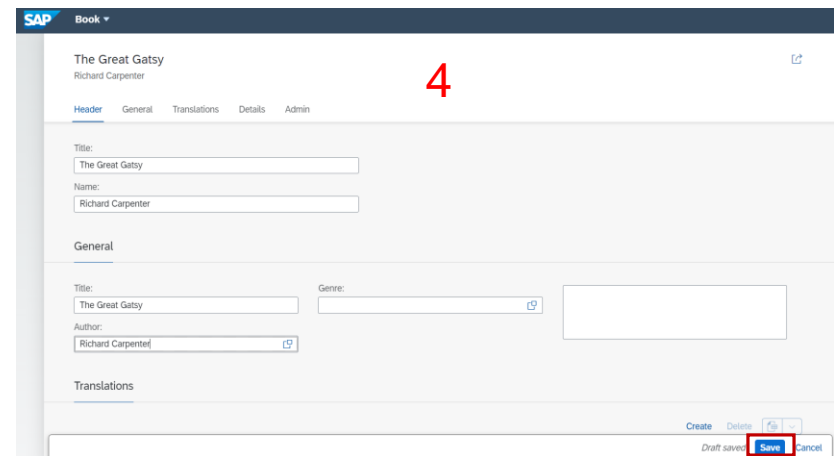 SAP Book
The Great Gatsy
Richard Carpenter
4
Header General Translations Details Admin
Title:
The Great Gatsy
Name:
Richard Carpenter
General
Title: Genre:
The Great Gatsy
Author:
Richard Carpenter
Translations
Create Delete
Draft saved Save Cancel